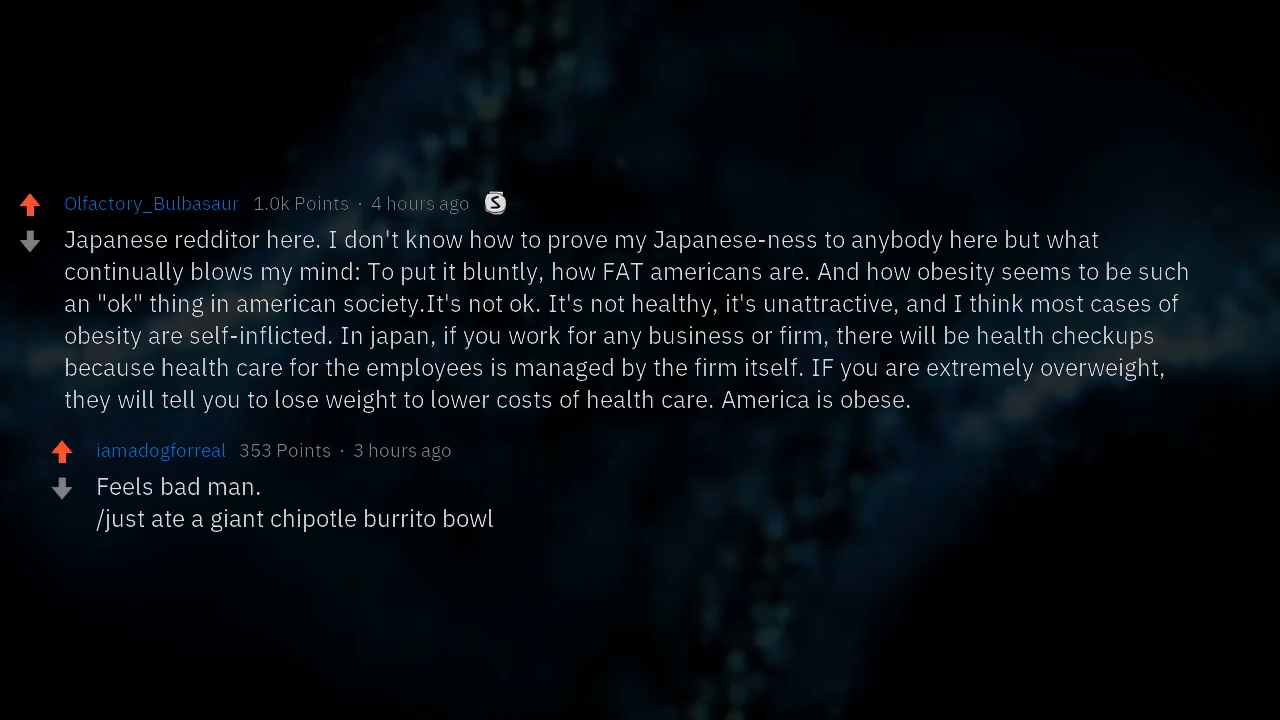 Olfactory_Bulbasaur 1.0k Points · 4 hours ago S
Japanese redditor here. I don't know how to prove my Japanese-ness to anybody here but what
continually blows my mind: To put it bluntly, how FAT americans are. And how obesity seems to be such
an "ok" thing in american society.It's not ok. It's not healthy, it's unattractive, and I think most cases of
obesity are self-inflicted. In japan, if you work for any business or firm, there will be health checkups
because health care for the employees is managed by the firm itself. IF you are extremely overweight,
they will tell you to lose weight to lower costs of health care. America is obese.
iamadogforreal 353 Points · 3 hours ago
Feels bad man.
/just ate a giant chipotle burrito bowl